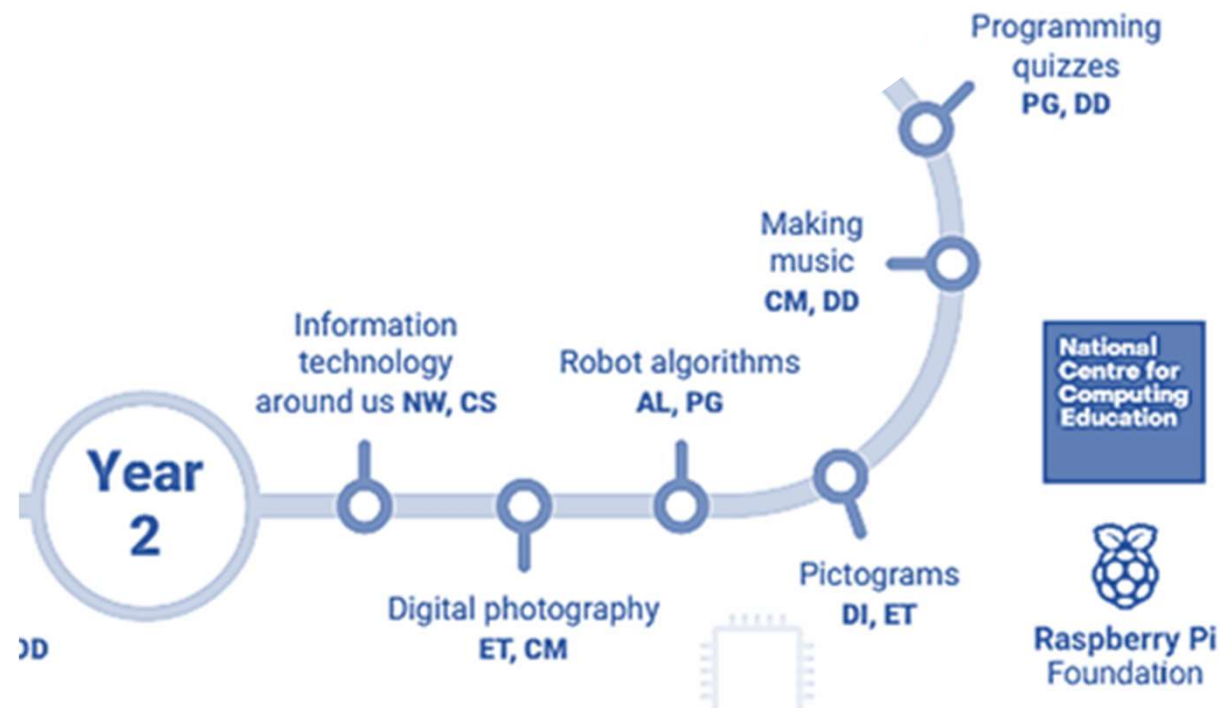 Programming
quizzes
PG, DD
Making
music
CM, DD
Information
technology
around us NW, CS
Robot algorithms
AL, PG
Year
2
Digital photography
ET, CM
Pictograms
DI, ET
National
Centre for
Computing
Education
Raspberry Pi
Foundation